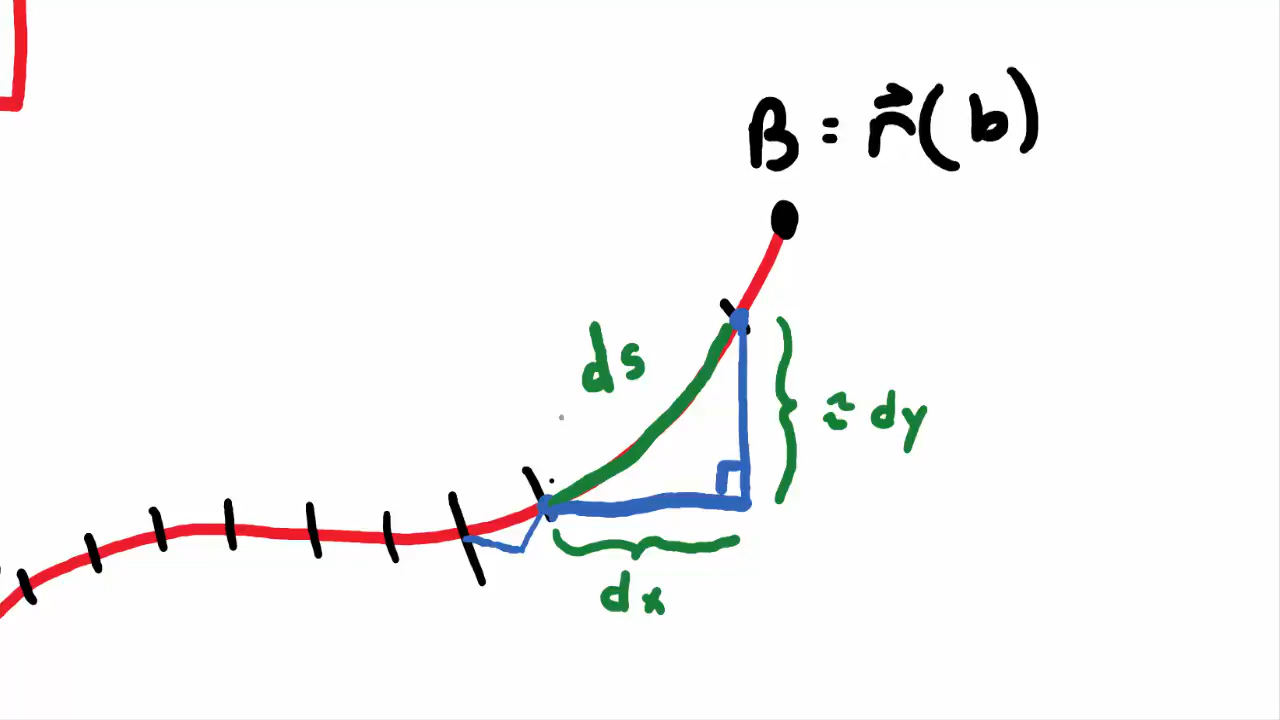 B = r⃗(b)
ds
≈ dy
dx